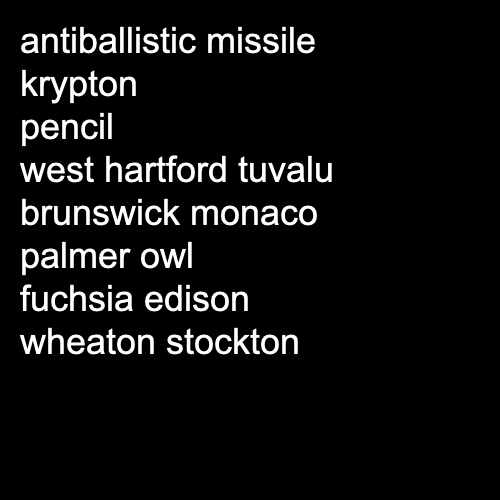 antiballistic missile
krypton
pencil
west hartford tuvalu
brunswick monaco
palmer owl
fuchsia edison
wheaton stockton